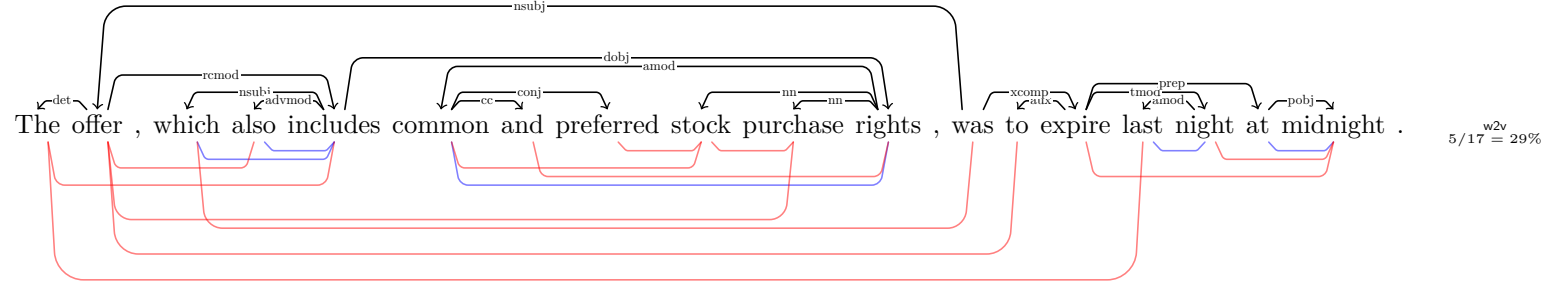 nsubj
dobj
amod
rcmod
prep
nsubj conj nn xcomp tmod
det advmod cc nn aux amod pobj
The offer , which also includes common and preferred stock purchase rights , was to expire last night at midnight .
w2v
5/17 = 29%